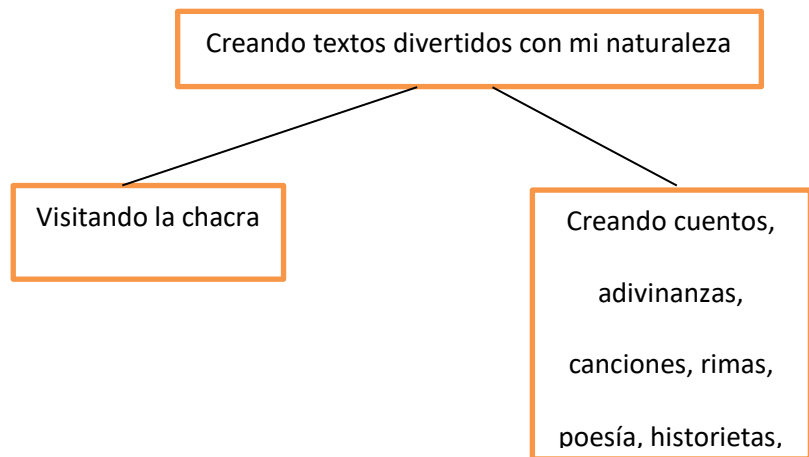 Creando textos divertidos con mi naturaleza
Visitando la chacra
Creando cuentos,
adivinanzas,
canciones, rimas,
poesía, historietas,